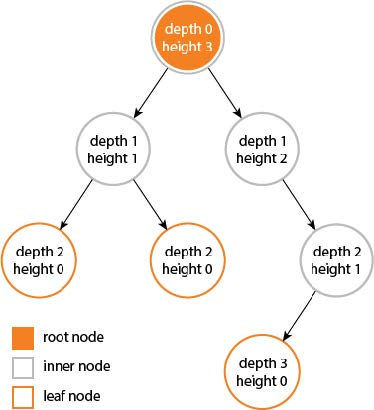 depth 0
height 3
depth 1
height 1
depth 1
height 2
depth 2
height 0
depth 2
height 0
depth 2
height 1
depth 3
height 0
root node
inner node
leaf node